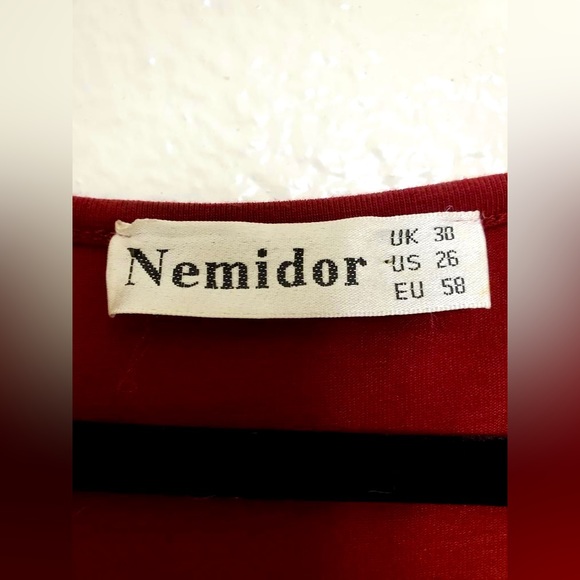 Nemidor
UK 30
US 26
EU 58